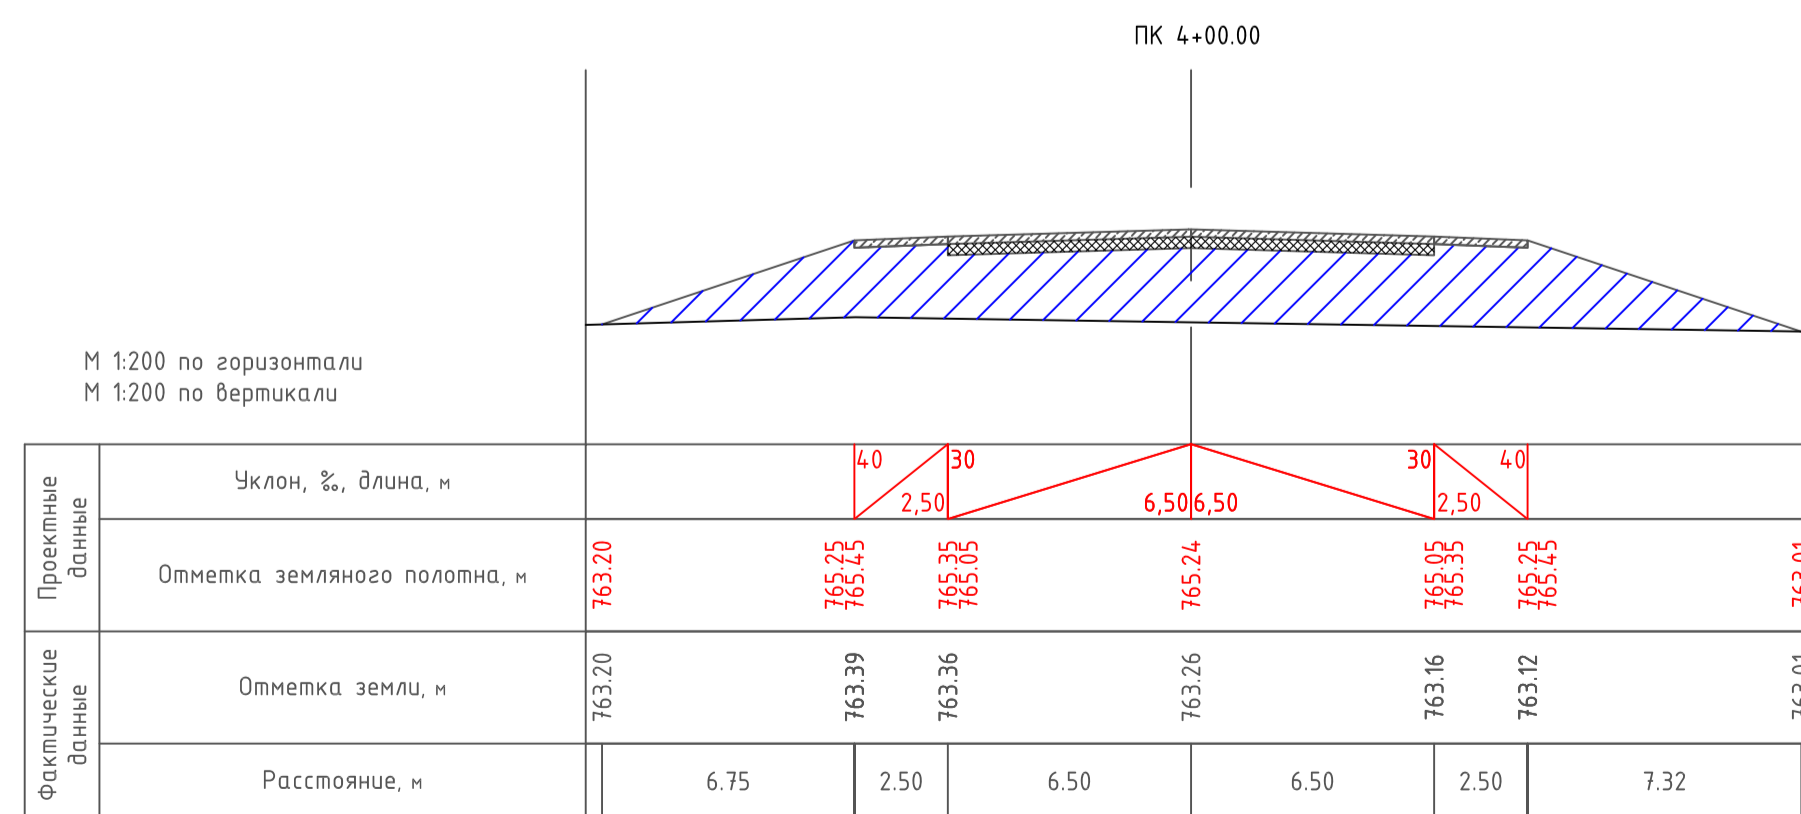 ПК 4+00.00
М 1:200 по горизонтали
М 1:200 по вертикали
Проектные
данные
Уклон, ‰, длина, м
40
2,50
30
6,50
6,50
30
2,50
40
Отметка земляного полотна, м
763.20
765.25
765.45
765.35
765.05
765.24
765.05
765.35
765.25
765.45
763.01
Фактические
данные
Отметка земли, м
763.20
763.39
763.36
763.26
763.16
763.12
763.01
Расстояние, м
6.75
2.50
6.50
6.50
2.50
7.32